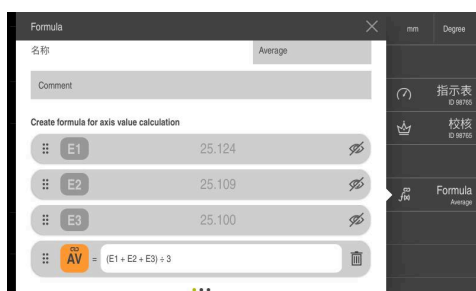 Formula
mm
Degree
名称
Average
Comment
指示表
ID 98765
校核
ID 98765
Create formula for axis value calculation
E1
25.124
E2
25.109
E3
25.100
f(x)
Formula
Average
AV
=
(E1 + E2 + E3) ÷ 3